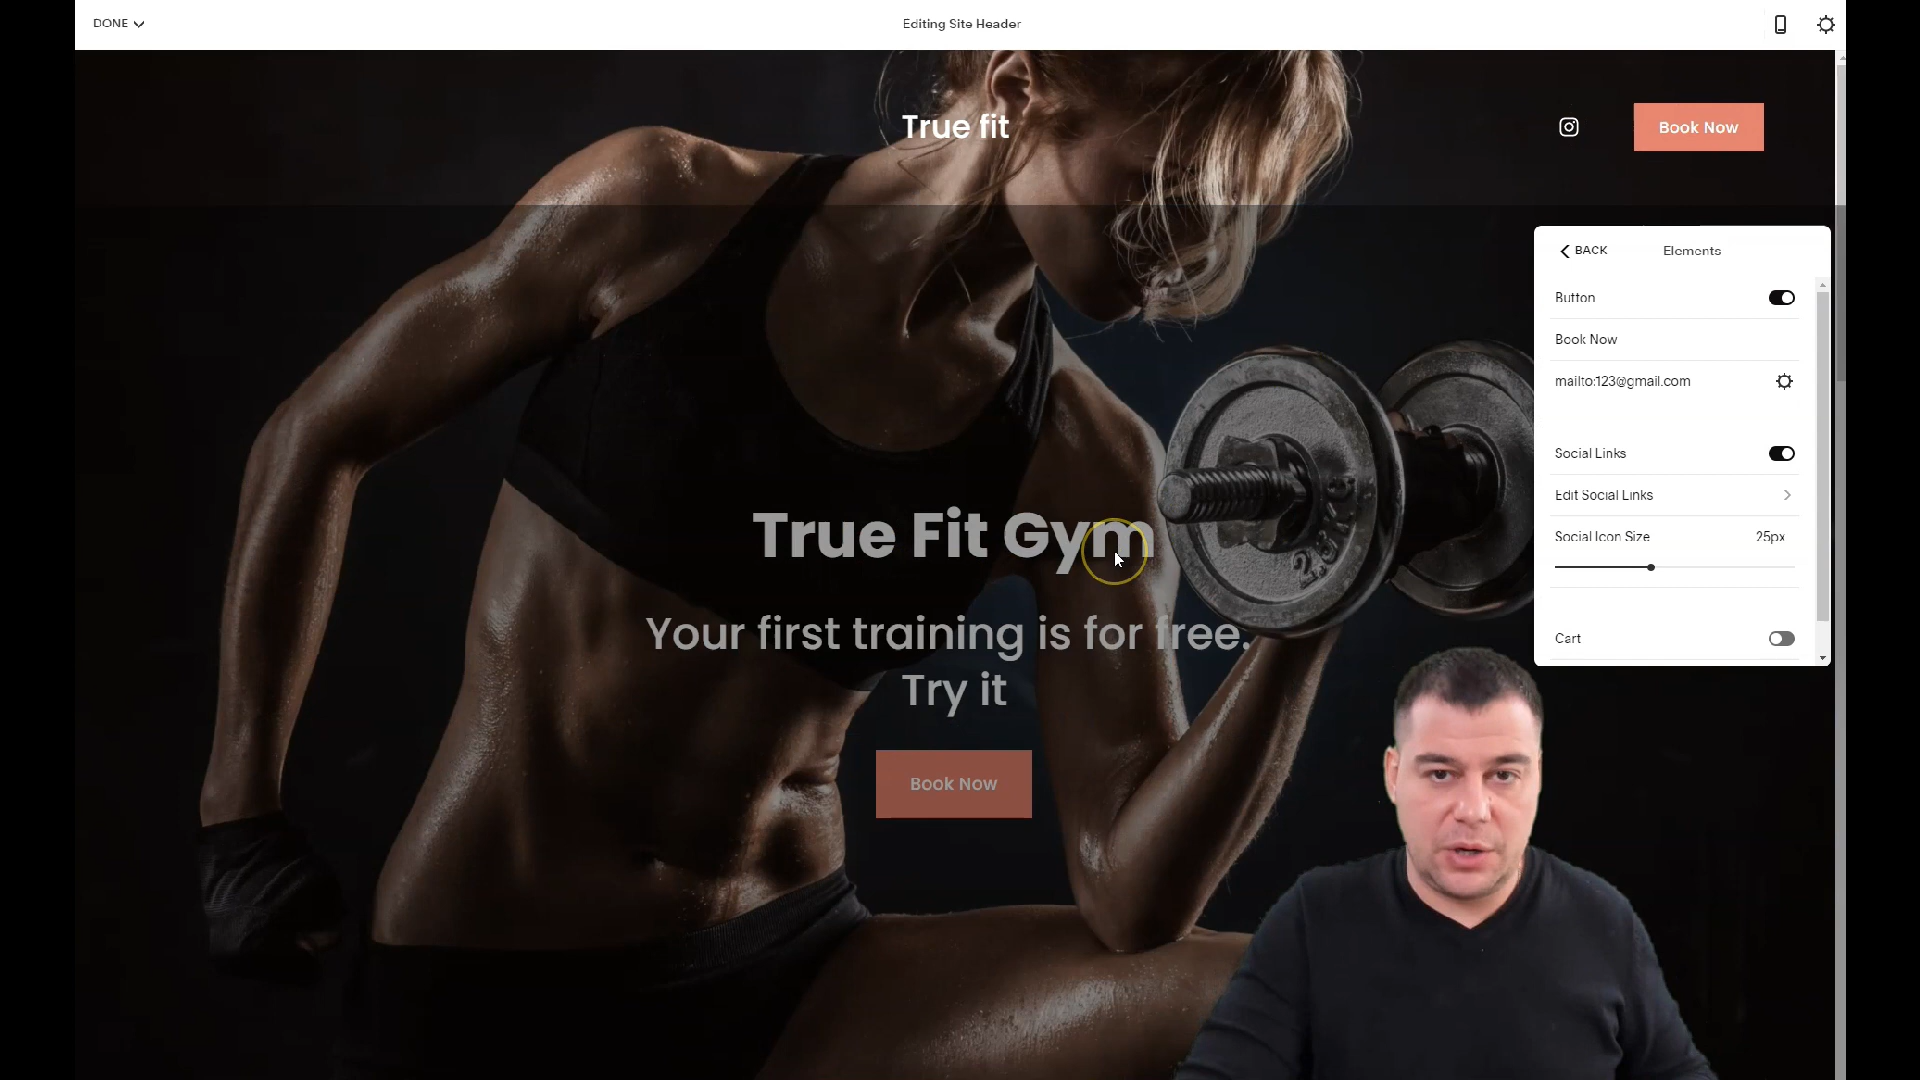 DONE
Editing Site Header
True fit
Book Now
BACK
Elements
Button
Book Now
mailto:123@gmail.com
Social Links
Edit Social Links
Social Icon Size 25px
Cart
True Fit Gym
Your first training is for free.
Try it
Book Now